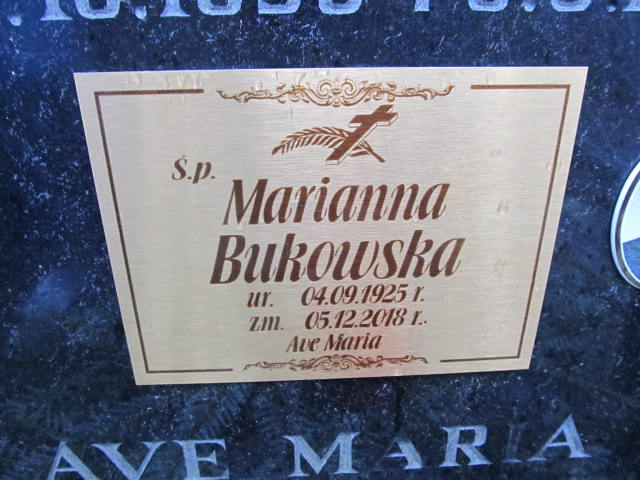 Ś.p.
Marianna
Bukowska
ur. 04.09.1925 r.
zm. 05.12.2018 r.
Ave Maria
AVE MARIA